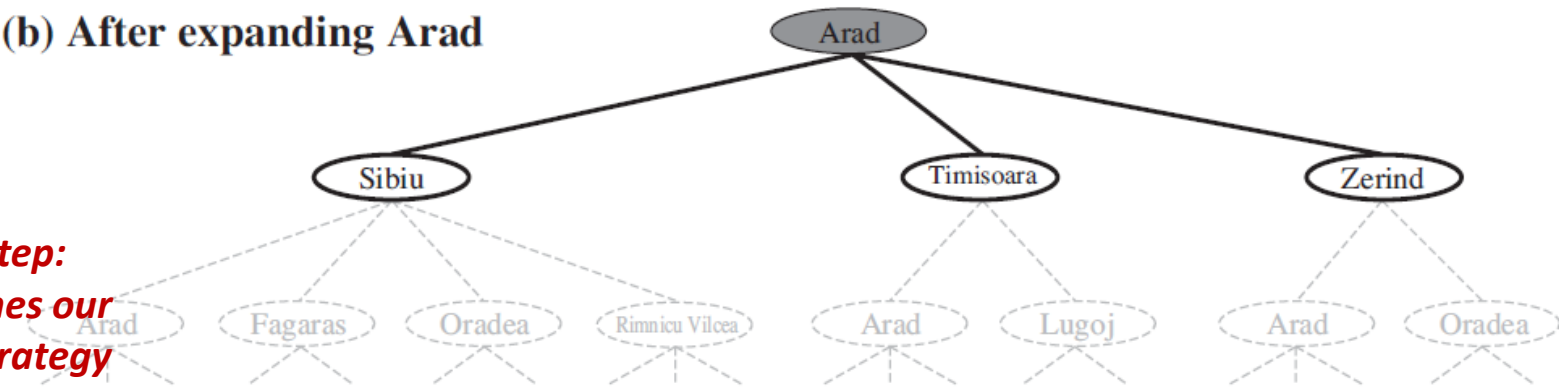 (b) After expanding Arad
Arad
Sibiu
Timisoara
Zerind
tep:
nes our
rategy
Arad
Fagaras
Oradea
Rimnicu Vilcea
Arad
Lugoj
Arad
Oradea